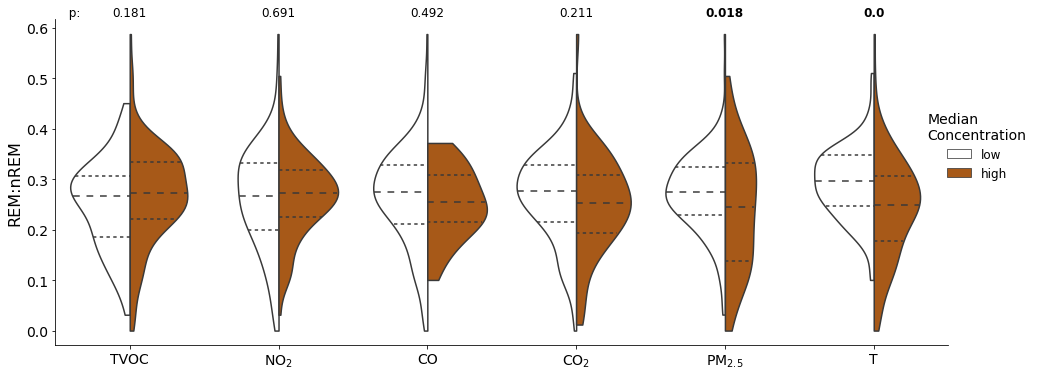 p: 0.181 0.691 0.492 0.211 0.018 0.0
0.6
0.5
0.4
0.3
0.2
0.1
0.0
REM:nREM
Median
Concentration
low
high
TVOC NO₂ CO CO₂ PM₂.₅ T